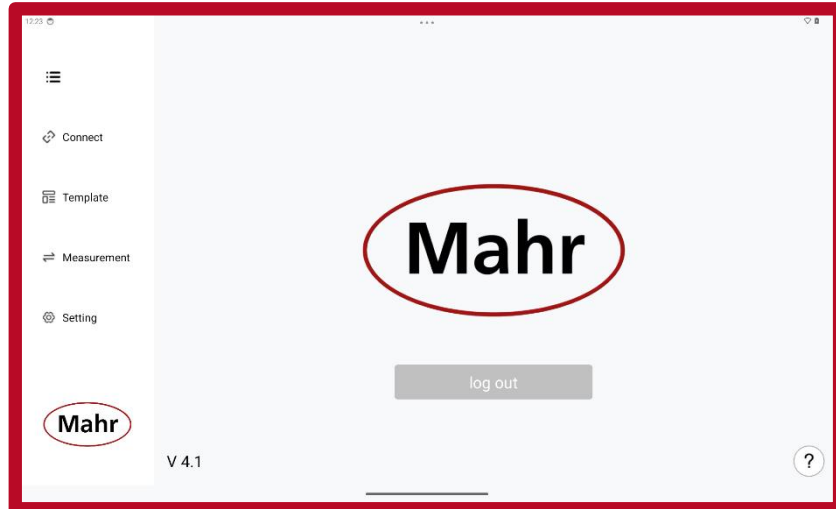 12:23
Connect
Template
Measurement
Setting
Mahr
Mahr
log out
V 4.1
?